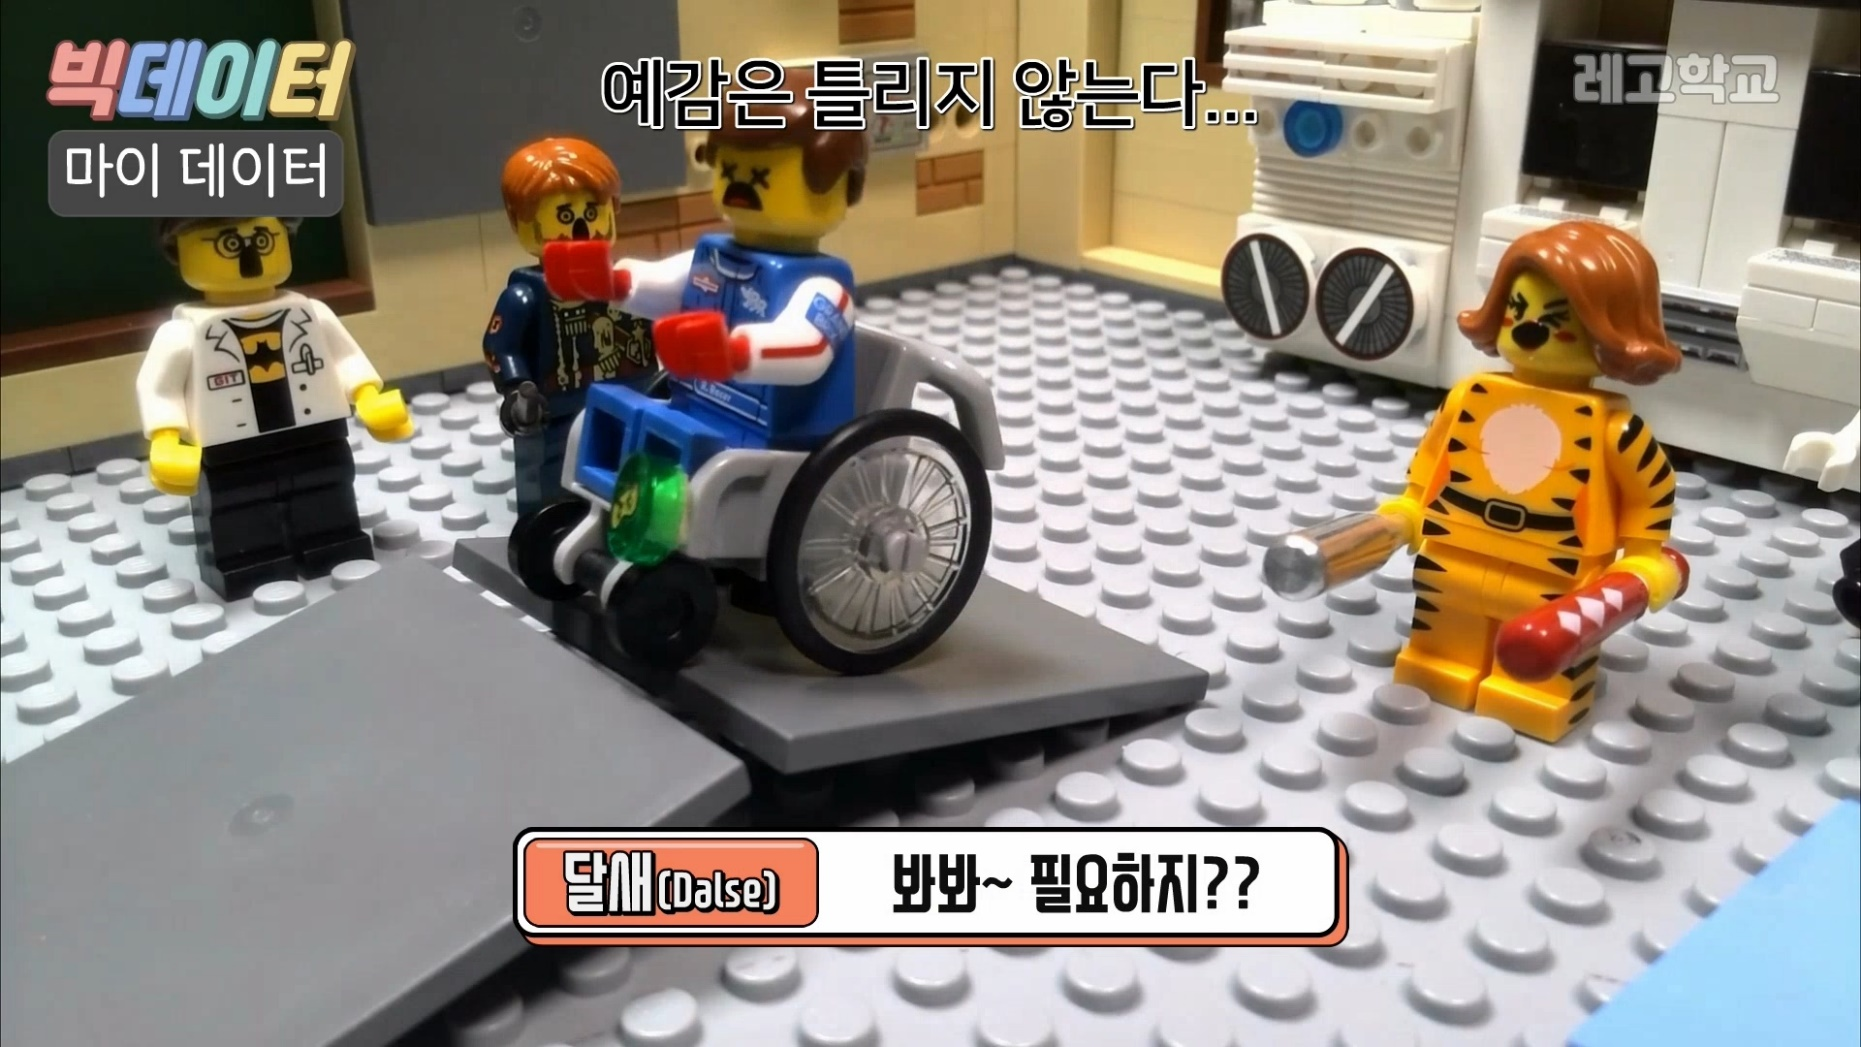 빅데이터
마이 데이터
예감은 틀리지 않는다...
레고학교
GIT
달새(Dalse)
봐봐~ 필요하지??